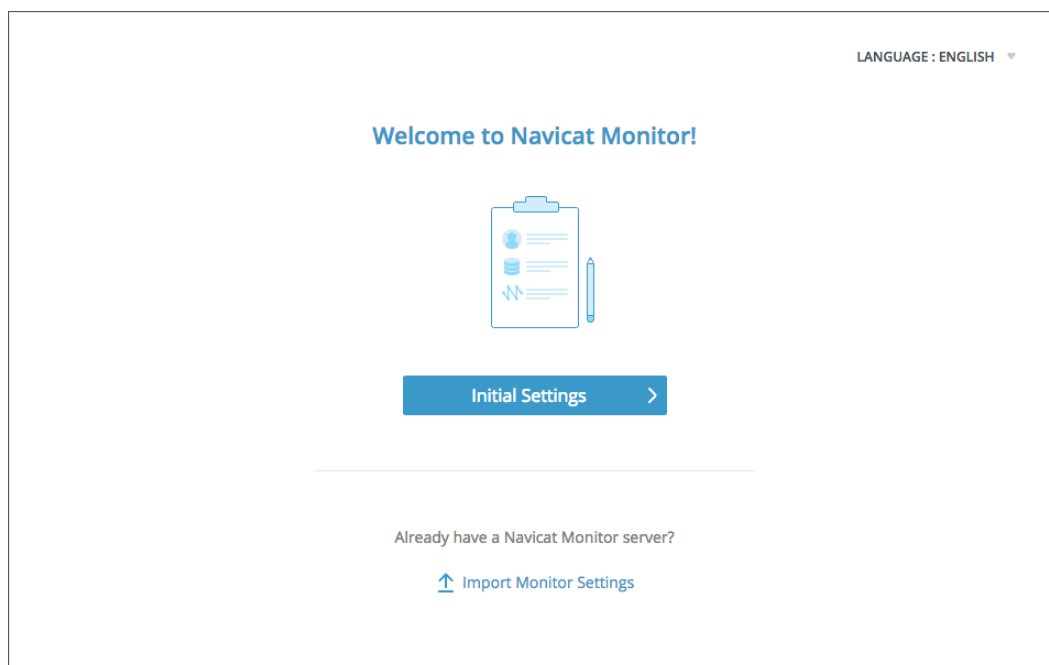 LANGUAGE : ENGLISH
Welcome to Navicat Monitor!
Initial Settings
Already have a Navicat Monitor server?
Import Monitor Settings